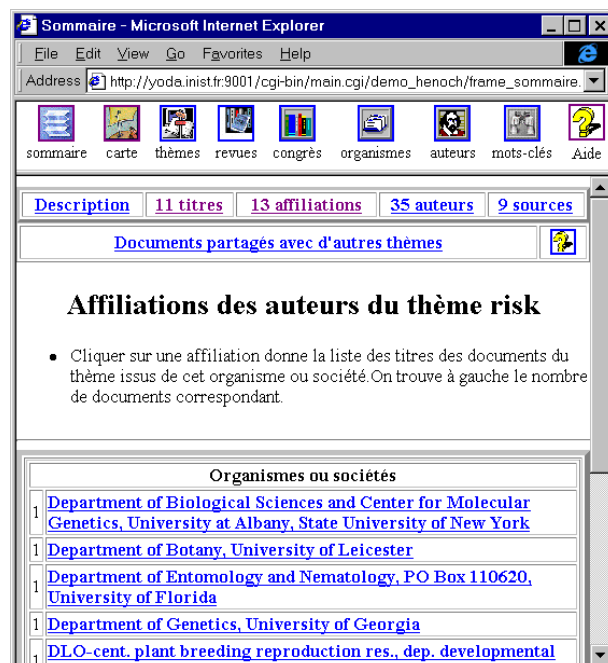 Sommaire - Microsoft Internet Explorer
File Edit View Go Favorites Help
Address http://yoda.inist.fr:9001/cgi-bin/main.cgi/demo_henoch/frame_sommaire.
sommaire carte thèmes revues congrès organismes auteurs mots-clés Aide
Description 11 titres 13 affiliations 35 auteurs 9 sources
Documents partagés avec d'autres thèmes
Affiliations des auteurs du thème risk
• Cliquer sur une affiliation donne la liste des titres des documents du
thème issus de cet organisme ou société.On trouve à gauche le nombre
de documents correspondant.
Organismes ou sociétés
1 Department of Biological Sciences and Center for Molecular
Genetics, University at Albany, State University of New York
1 Department of Botany, University of Leicester
1 Department of Entomology and Nematology, PO Box 110620,
University of Florida
1 Department of Genetics, University of Georgia
1 DLO-cent. plant breeding reproduction res., dep. developmental